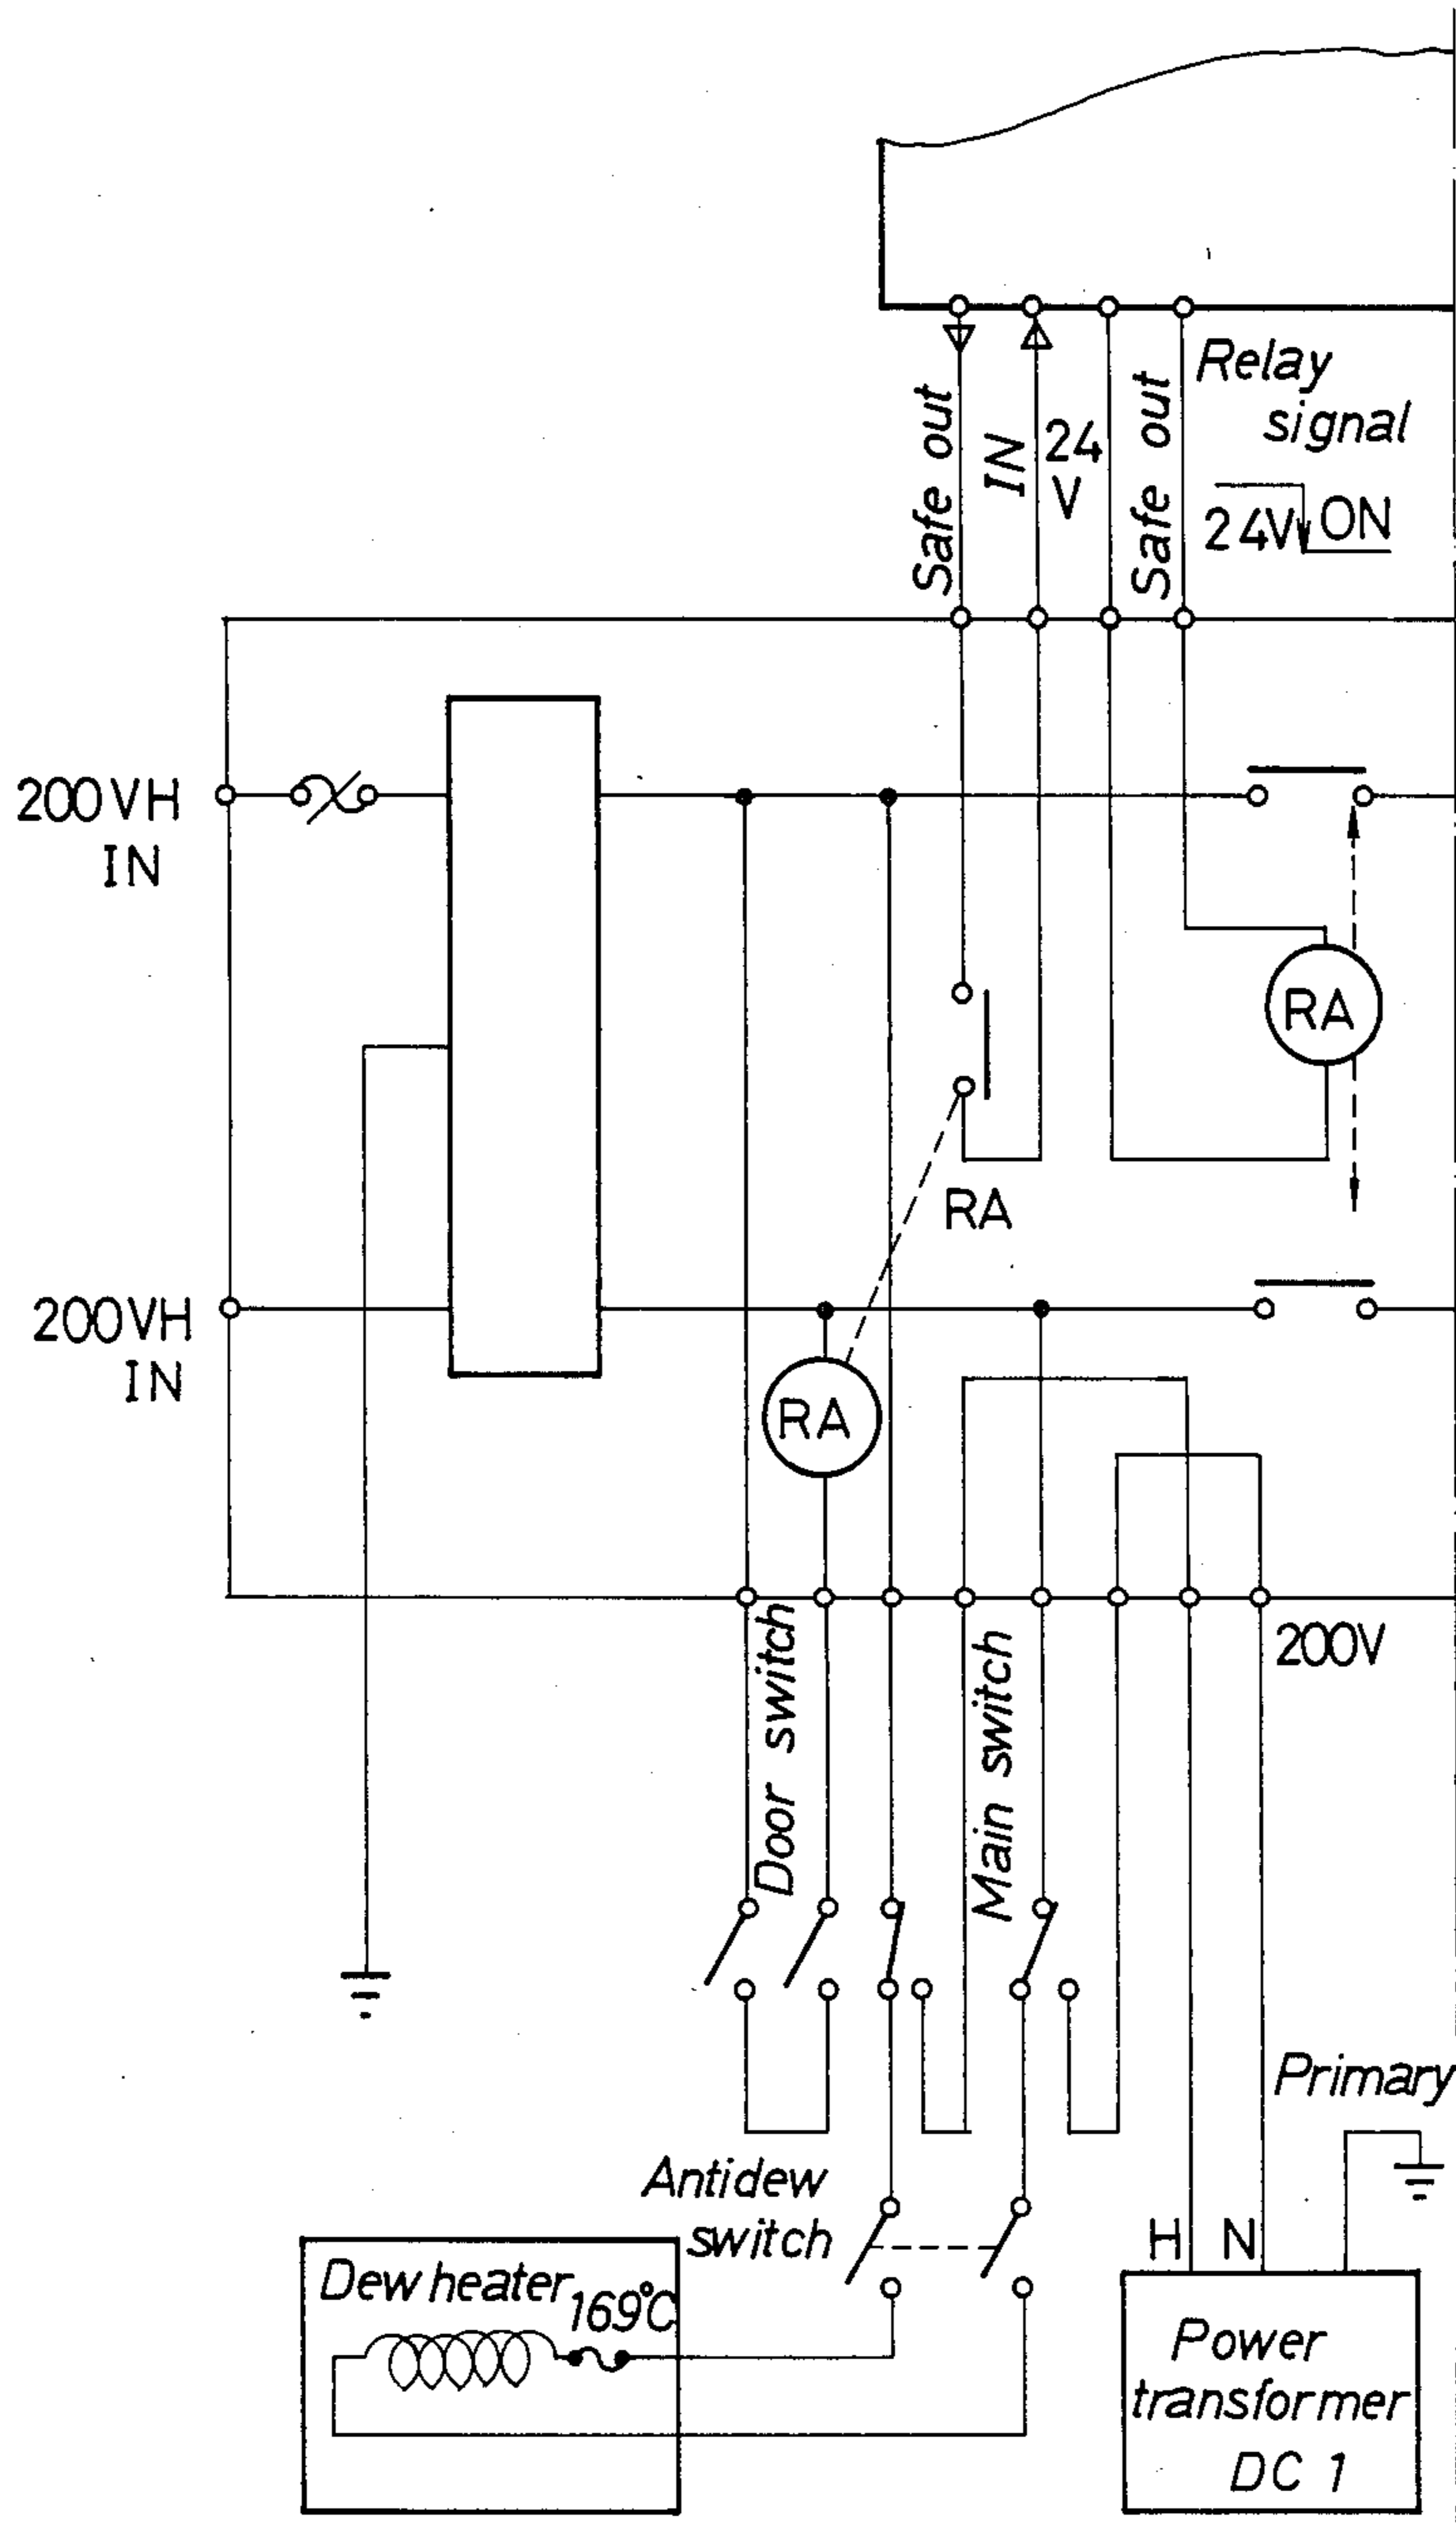 Safe out
IN
24
V
Safe out
Relay
signal
24V ON
200VH
IN
RA
RA
200VH
IN
RA
200V
Door switch
Main switch
Primary
Antidew
switch
H N
Dew heater
169°C
Power
transformer
DC 1